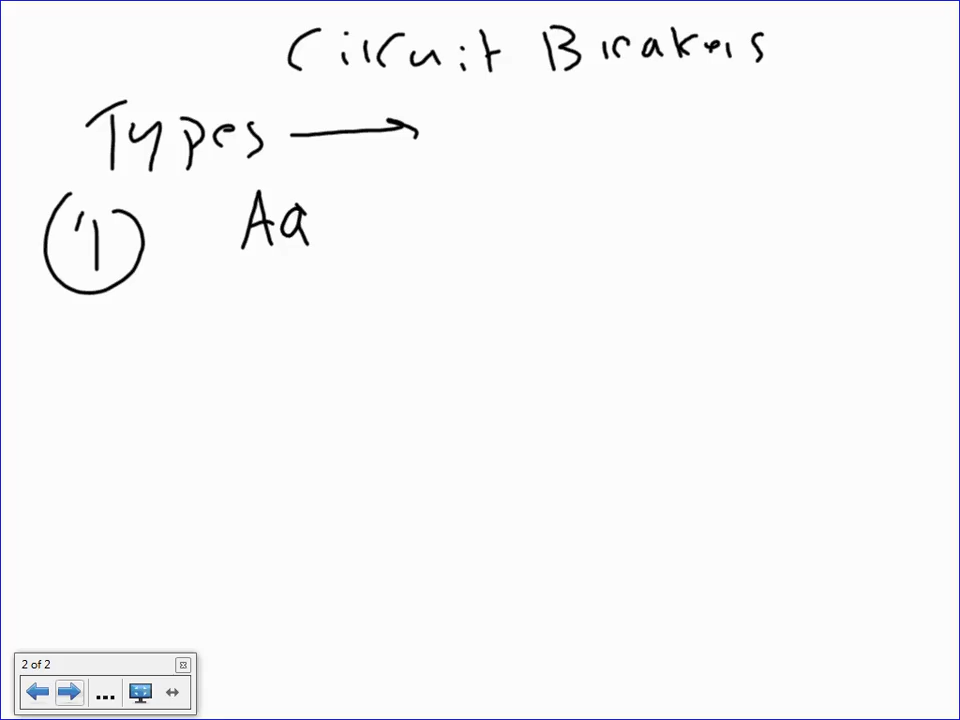 Circuit Breakers
Types →
1 Aa
2 of 2
...